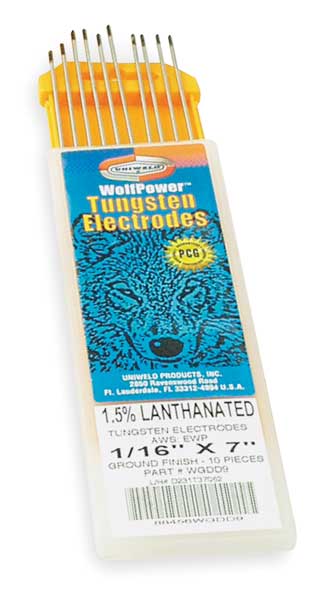 UNIWELD
WolfPower™
Tungsten
Electrodes
PCG
UNIWELD PRODUCTS, INC.
2850 Ravenswood Road
Ft. Lauderdale, FL 33312-4994 U.S.A.
1.5% LANTHANATED
TUNGSTEN ELECTRODES
AWS: EWP
1/16" X 7"
GROUND FINISH - 10 PIECES
PART # WGDD9
88456WGDD9